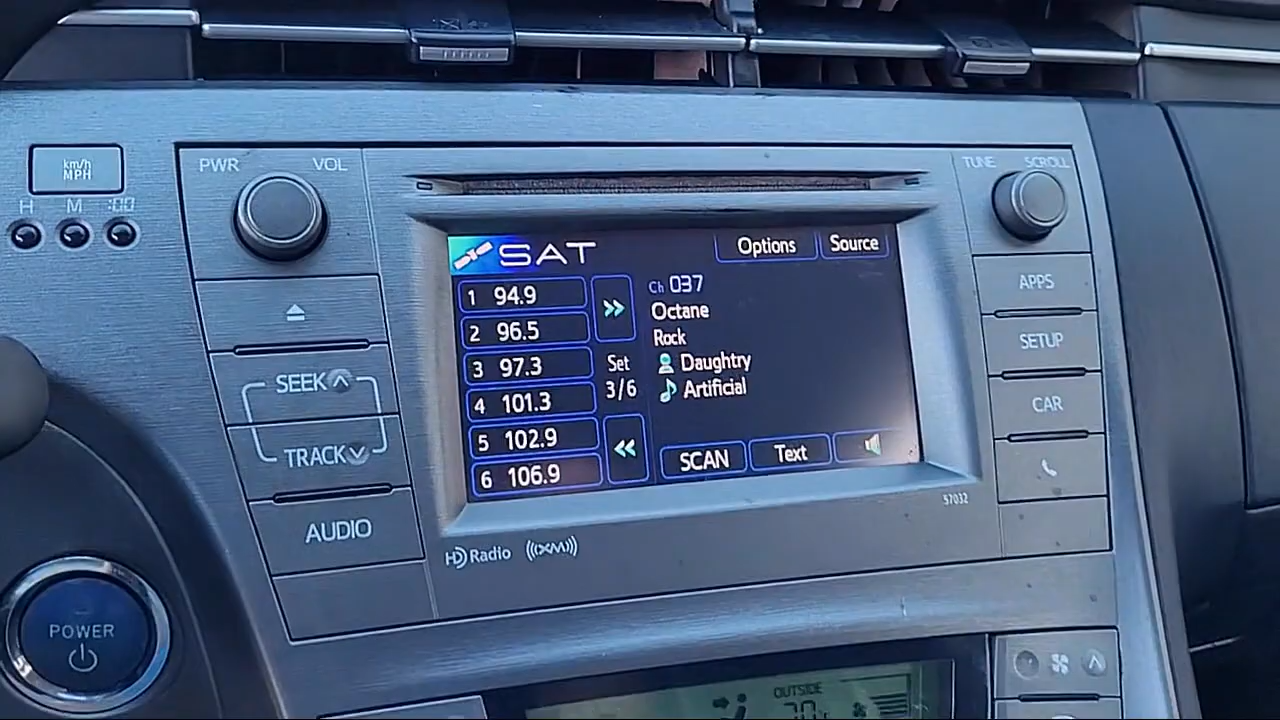 km/h
MPH
H M :00
PWR VOL
SEEK
TRACK
AUDIO
POWER
SAT
Options
Source
1 94.9
2 96.5
3 97.3
4 101.3
5 102.9
6 106.9
Set
3/6
Ch 037
Octane
Rock
Daughtry
Artificial
SCAN
Text
HD Radio
((XM))
57032
TUNE SCROLL
APPS
SETUP
CAR
OUTSIDE